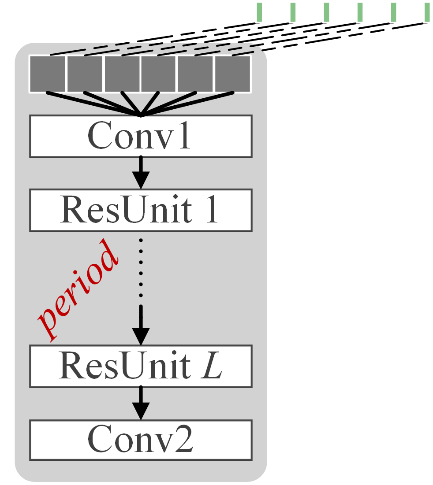 Conv1
ResUnit 1
period
ResUnit L
Conv2